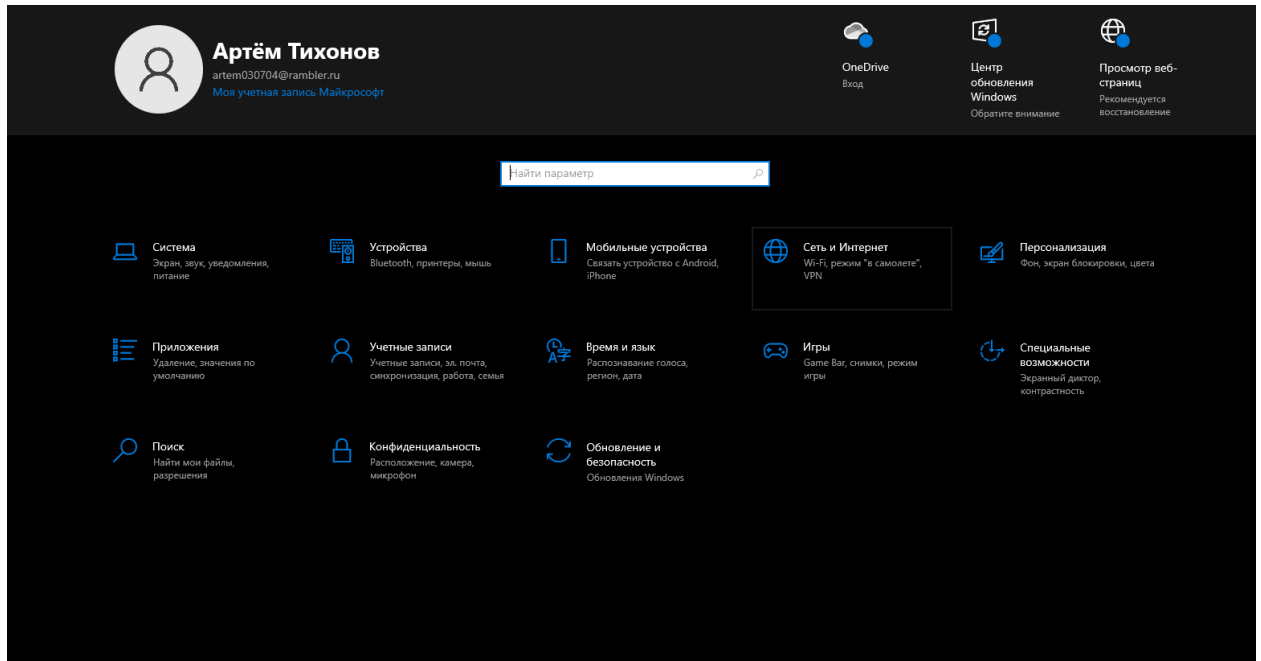 Артём Тихонов
artem030704@rambler.ru
Моя учетная запись Майкрософт
OneDrive
Вход
Центр
обновления
Windows
Обратите внимание
Просмотр веб-
страниц
Рекомендуется
восстановление
Найти параметр
Система
Экран, звук, уведомления,
питание
Устройства
Bluetooth, принтеры, мышь
Мобильные устройства
Связать устройство с Android,
iPhone
Сеть и Интернет
Wi-Fi, режим "в самолете",
VPN
Персонализация
Фон, экран блокировки, цвета
Приложения
Удаление, значения по
умолчанию
Учетные записи
Учетные записи, эл. почта,
синхронизация, работа, семья
Время и язык
Распознавание голоса,
регион, дата
Игры
Game Bar, снимки, режим
игры
Специальные
возможности
Экранный диктор,
контрастность
Поиск
Найти мои файлы,
разрешения
Конфиденциальность
Расположение, камера,
микрофон
Обновление и
безопасность
Обновления Windows